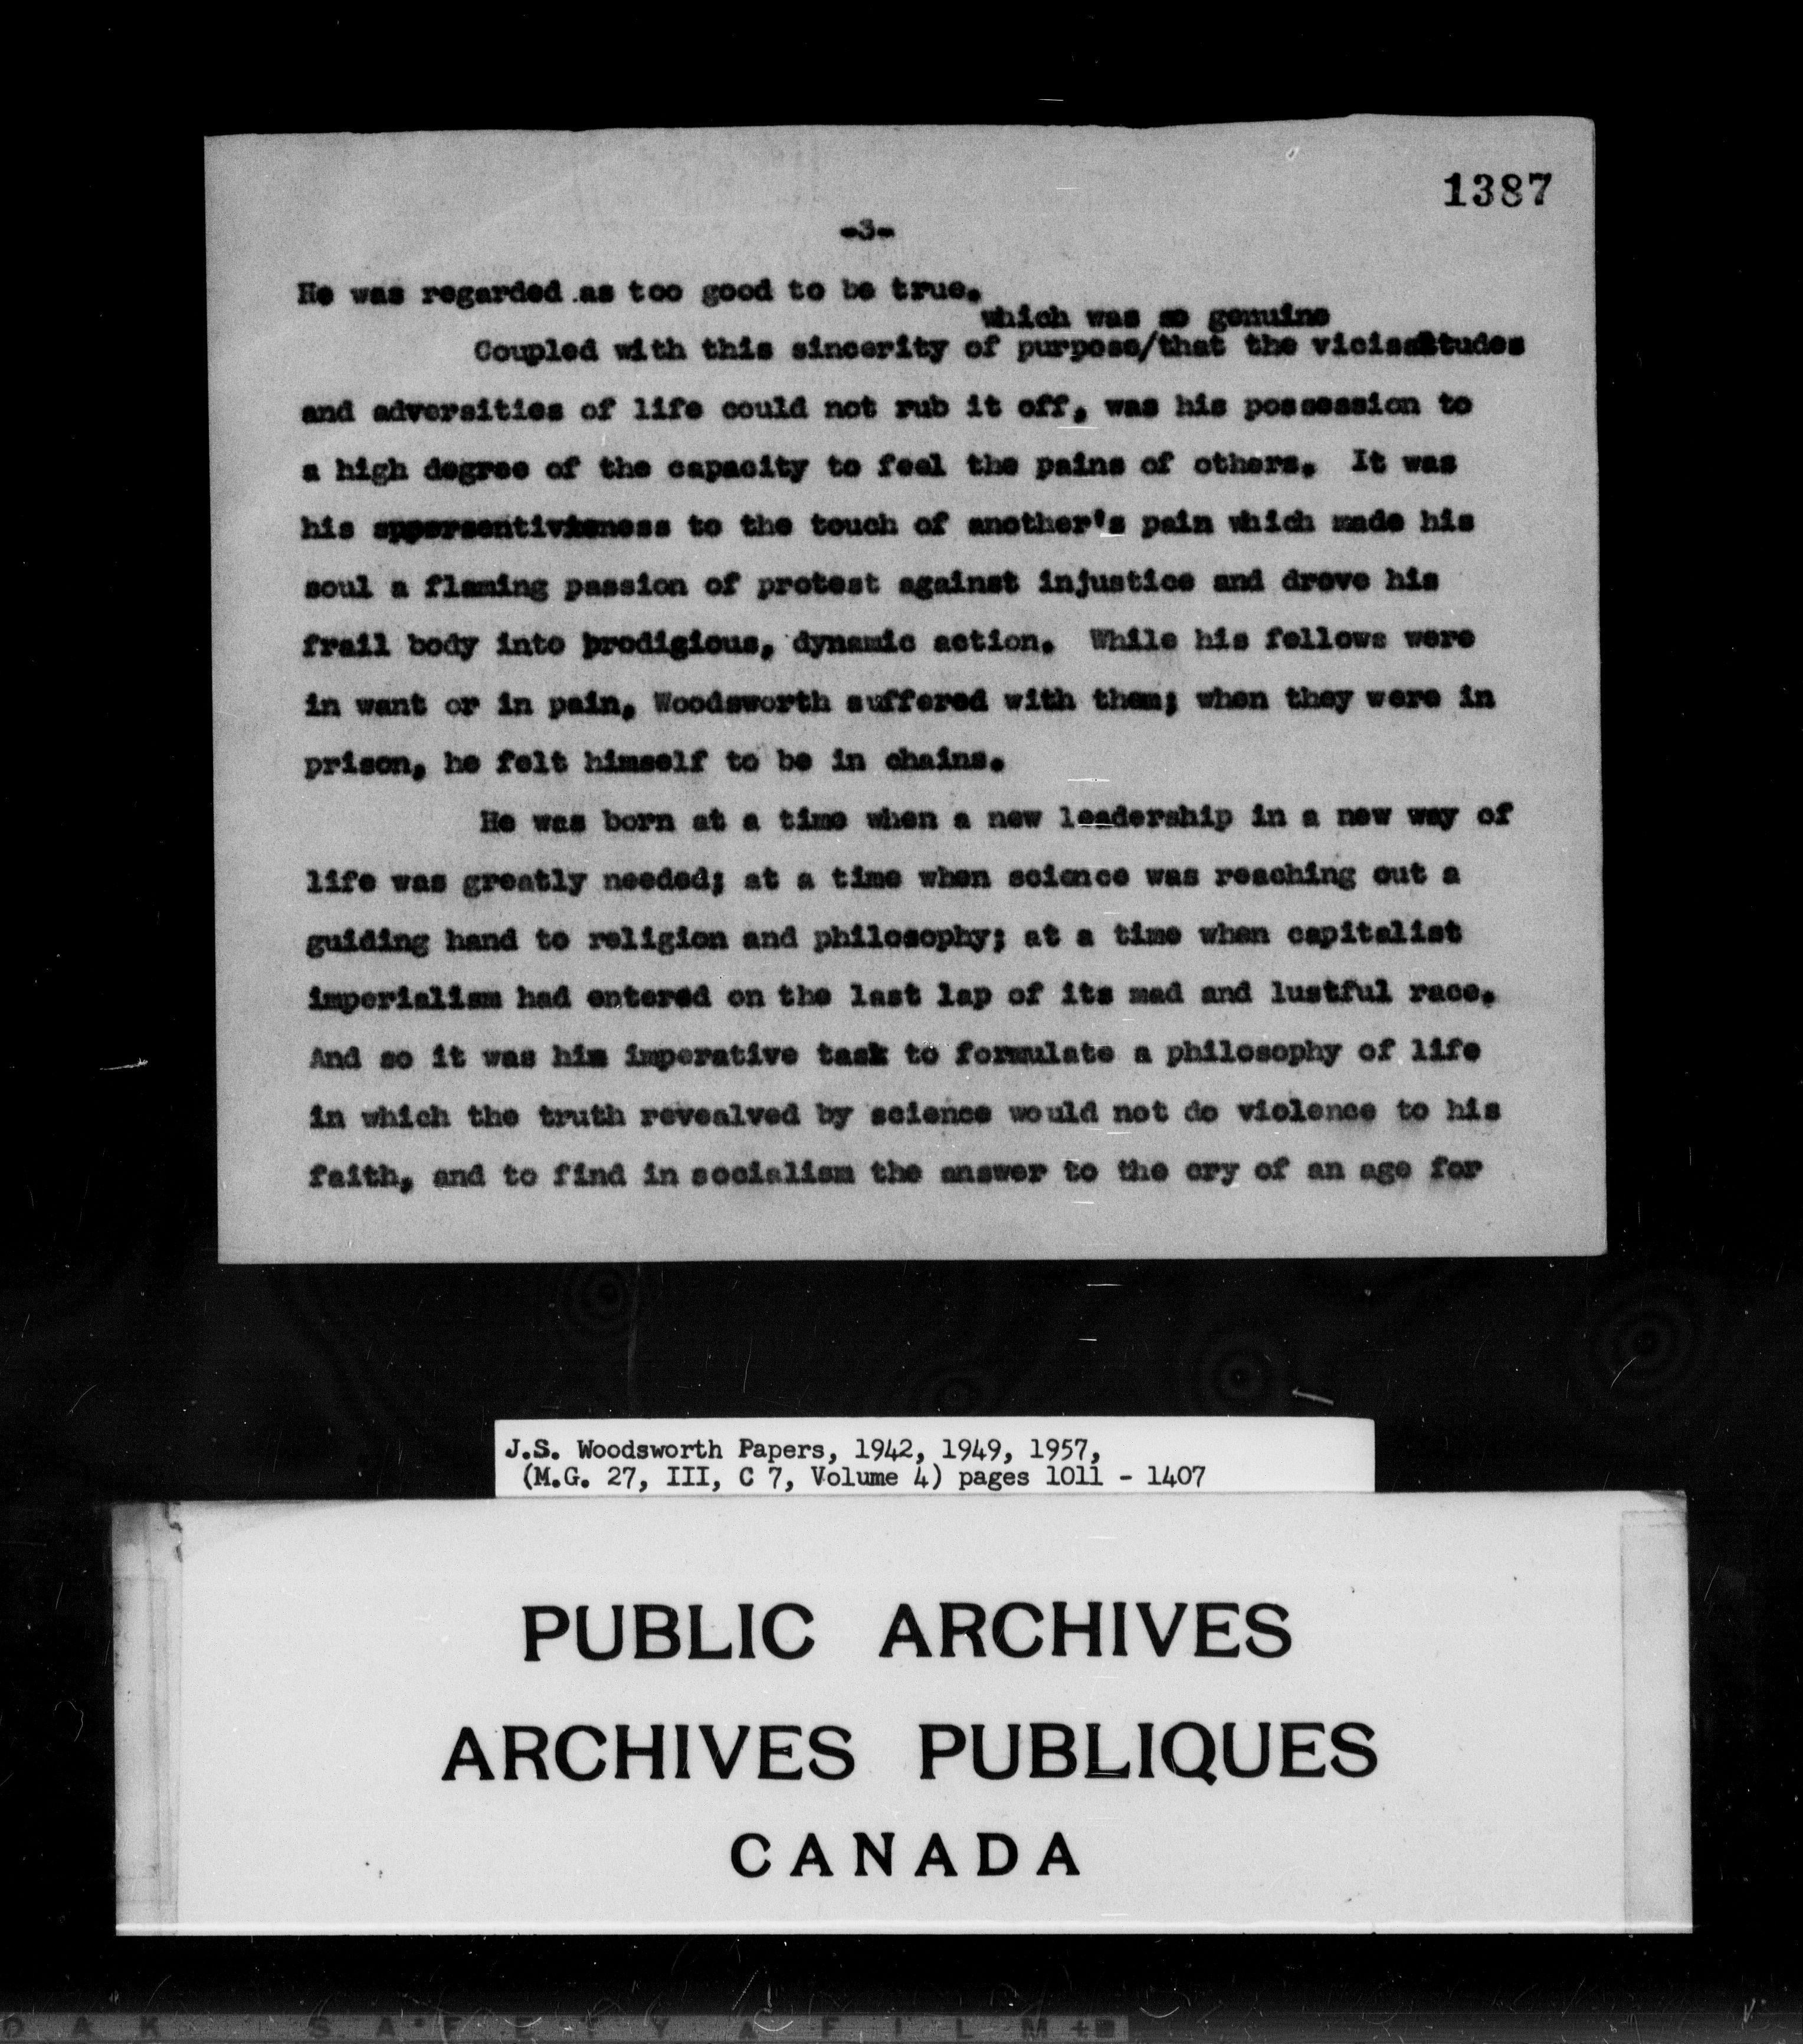 1387
-3-
He was regarded as too good to be true.
which was so genuine
Coupled with this sincerity of purpose/that the vicissitudes
and adversities of life could not rub it off, was his possession to
a high degree of the capacity to feel the pains of others. It was
his to the touch of another's pain which made his
soul a flaming passion of protest against injustice and drove his
frail body into prodigious, dynamic action. While his fellows were
in want or in pain, Woodsworth suffered with them; when they were in
prison, he felt himself to be in chains.
He was born at a time when a new leadership in a new way of
life was greatly needed; at a time when science was reaching out a
guiding hand to religion and philosophy; at a time when capitalist
imperialism had entered on the last lap of its mad and lustful race.
And so it was his imperative task to formulate a philosophy of life
in which the truth revealved by science would not do violence to his
faith, and to find in socialism the answer to the cry of an age for
J.S. Woodsworth Papers, 1942, 1949, 1957,
(M.G. 27, III, C 7, Volume 4) pages 1011 - 1407
PUBLIC ARCHIVES
ARCHIVES PUBLIQUES
CANADA
D A K S A F E T Y A F I L M